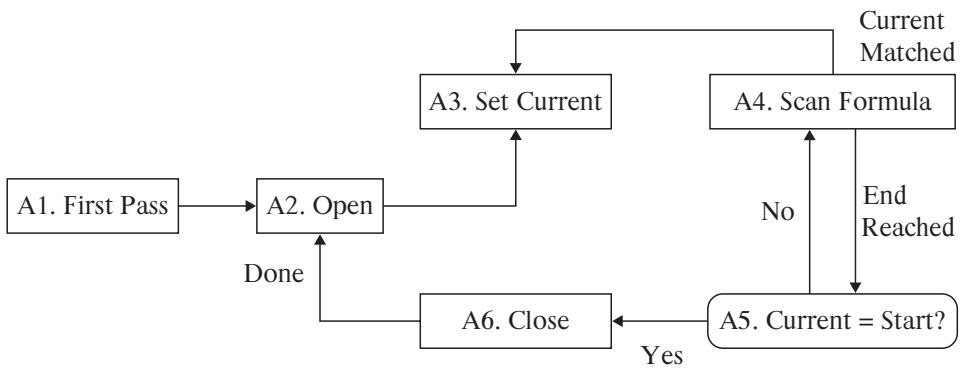 Current
Matched
A3. Set Current
A4. Scan Formula
A1. First Pass
A2. Open
No
End
Reached
Done
A6. Close
A5. Current = Start?
Yes